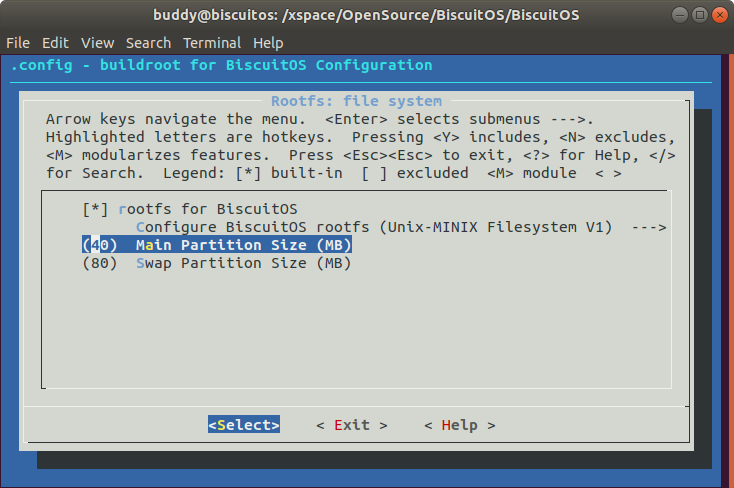 buddy@biscuitos: /xspace/OpenSource/BiscuitOS/BiscuitOS
File Edit View Search Terminal Help
.config - buildroot for BiscuitOS Configuration
Rootfs: file system
Arrow keys navigate the menu.  <Enter> selects submenus --->.
Highlighted letters are hotkeys.  Pressing <Y> includes, <N> excludes,
<M> modularizes features.  Press <Esc><Esc> to exit, <?> for Help, </>
for Search.  Legend: [*] built-in  [ ] excluded  <M> module  < >
[*] rootfs for BiscuitOS
Configure BiscuitOS rootfs (Unix-MINIX Filesystem V1)  --->
(40)  Main Partition Size (MB)
(80)  Swap Partition Size (MB)
<Select>    < Exit >    < Help >